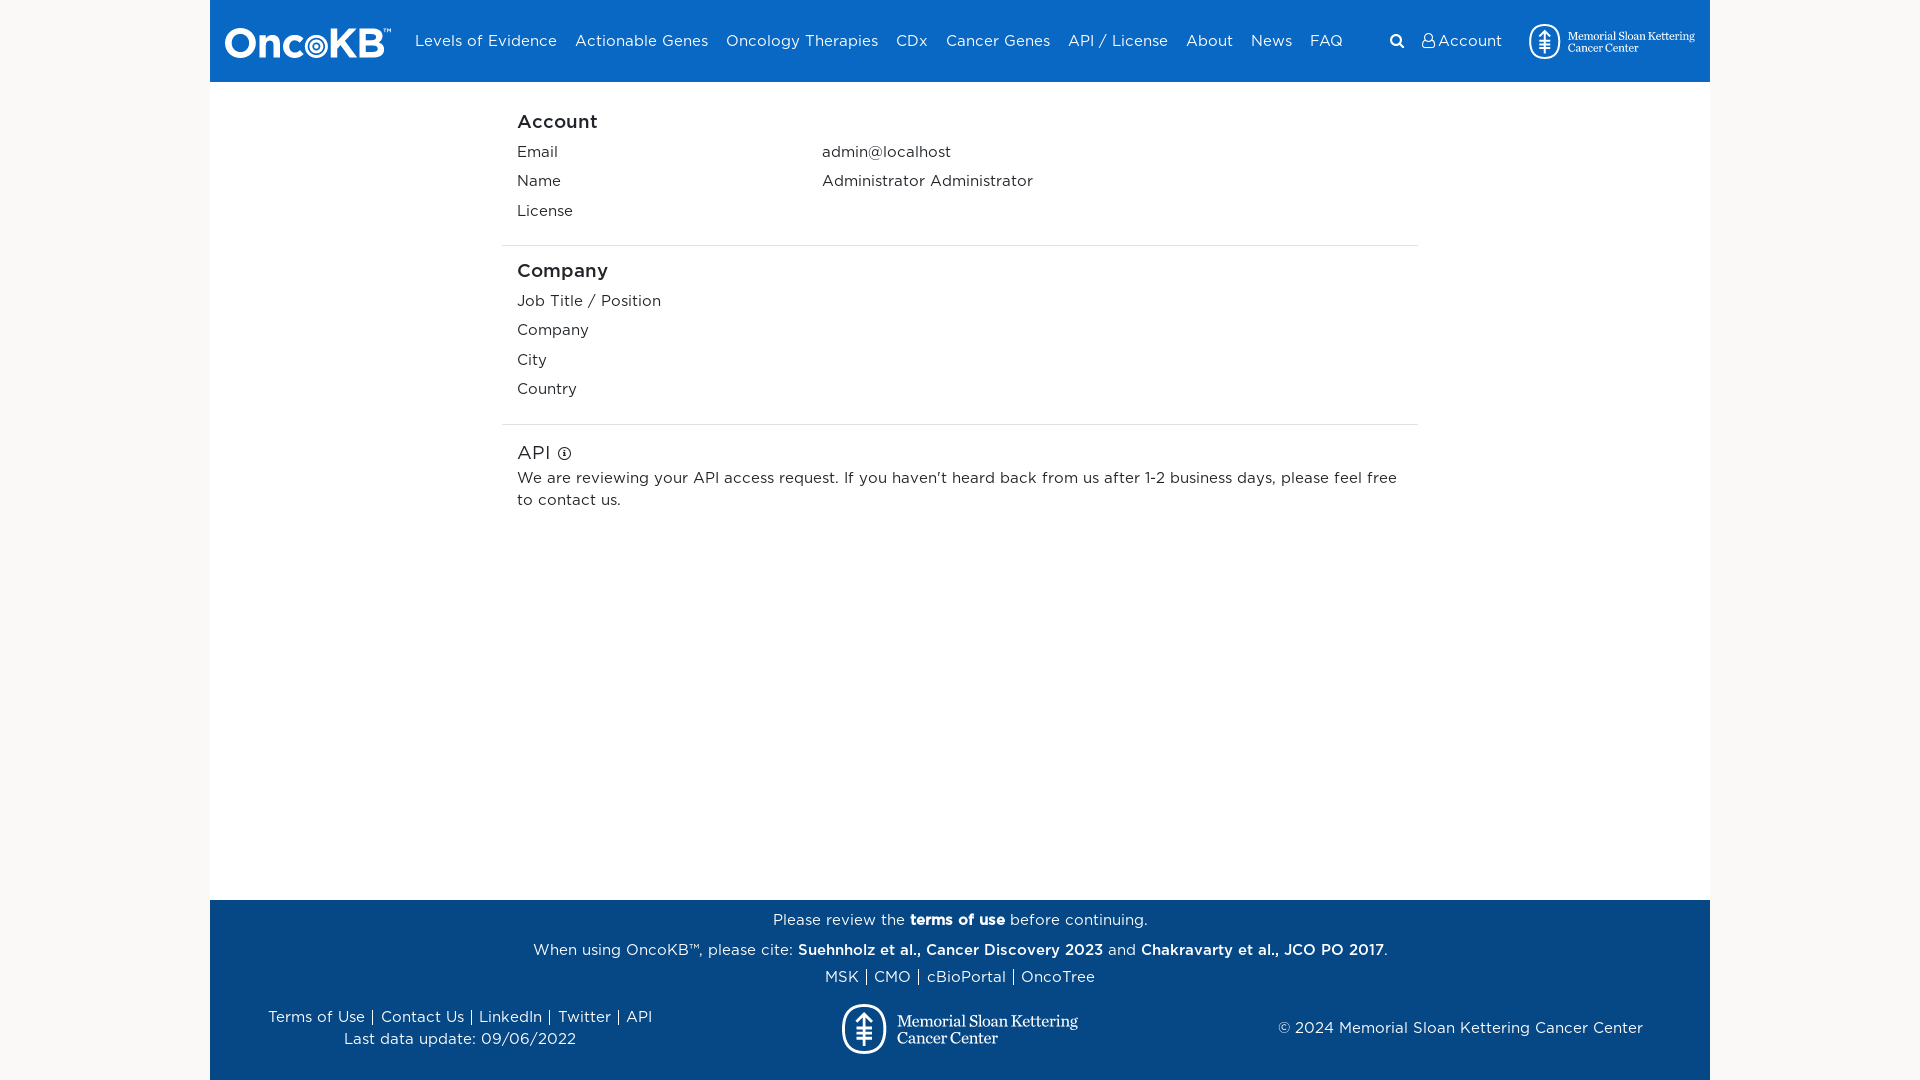 OncoKB™ Levels of Evidence Actionable Genes Oncology Therapies CDx Cancer Genes API / License About News FAQ Account Memorial Sloan Kettering
Cancer Center
Account
Email admin@localhost
Name Administrator Administrator
License
Company
Job Title / Position
Company
City
Country
API
We are reviewing your API access request. If you haven't heard back from us after 1-2 business days, please feel free
to contact us.
Please review the terms of use before continuing.
When using OncoKB™, please cite: Suehnholz et al., Cancer Discovery 2023 and Chakravarty et al., JCO PO 2017.
MSK | CMO | cBioPortal | OncoTree
Terms of Use | Contact Us | LinkedIn | Twitter | API
Last data update: 09/06/2022
Memorial Sloan Kettering
Cancer Center
© 2024 Memorial Sloan Kettering Cancer Center